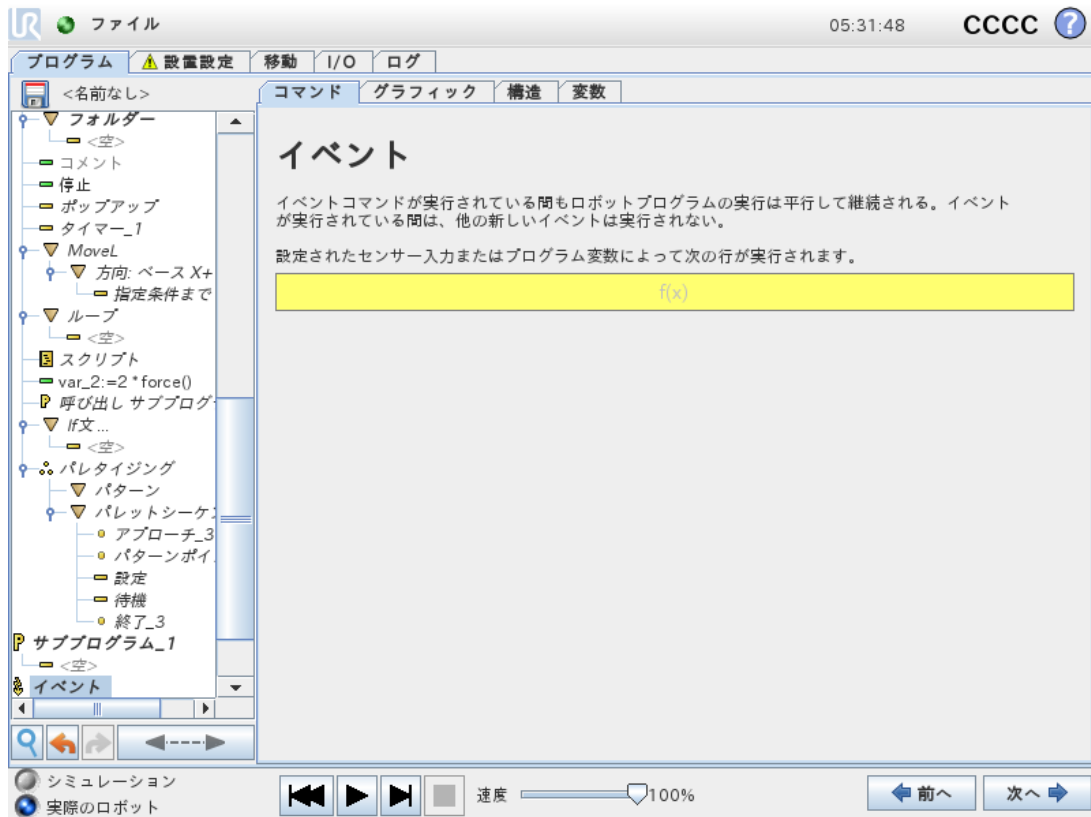 UR ファイル 05:31:48 CCCC ?
プログラム 設置設定 移動 I/O ログ
<名前なし>
コマンド グラフィック 構造 変数
フォルダー
<空>
コメント
停止
ポップアップ
タイマー_1
MoveL
方向: ベース X+
指定条件まで
ループ
<空>
スクリプト
var_2:=2 * force()
呼び出し サブプログ
If文 ...
<空>
パレタイジング
パターン
パレットシーケ
アプローチ_3
パターンポイ
設定
待機
終了_3
P サブプログラム_1
<空>
イベント
イベント
イベントコマンドが実行されている間もロボットプログラムの実行は平行して継続される。イベント
が実行されている間は、他の新しいイベントは実行されない。
設定されたセンサー入力またはプログラム変数によって次の行が実行されます。
f(x)
シミュレーション
実際のロボット
速度 100%
前へ 次へ